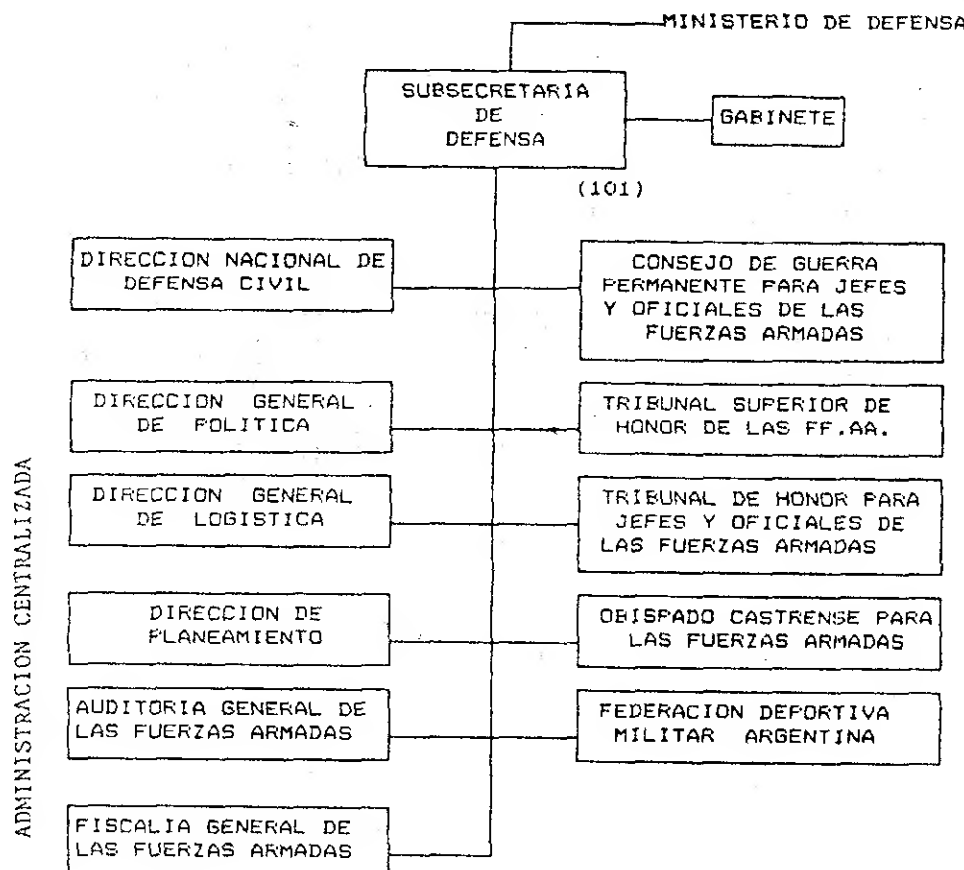 MINISTERIO DE DEFENSA
SUBSECRETARIA
DE
DEFENSA
GABINETE
(101)
DIRECCION NACIONAL DE
DEFENSA CIVIL
CONSEJO DE GUERRA
PERMANENTE PARA JEFES
Y OFICIALES DE LAS
FUERZAS ARMADAS
DIRECCION GENERAL
DE POLITICA
TRIBUNAL SUPERIOR DE
HONOR DE LAS FF.AA.
DIRECCION GENERAL
DE LOGISTICA
TRIBUNAL DE HONOR PARA
JEFES Y OFICIALES DE
LAS FUERZAS ARMADAS
DIRECCION DE
PLANEAMIENTO
OBISPADO CASTRENSE PARA
LAS FUERZAS ARMADAS
AUDITORIA GENERAL DE
LAS FUERZAS ARMADAS
FEDERACION DEPORTIVA
MILITAR ARGENTINA
FISCALIA GENERAL DE
LAS FUERZAS ARMADAS
ADMINISTRACION CENTRALIZADA